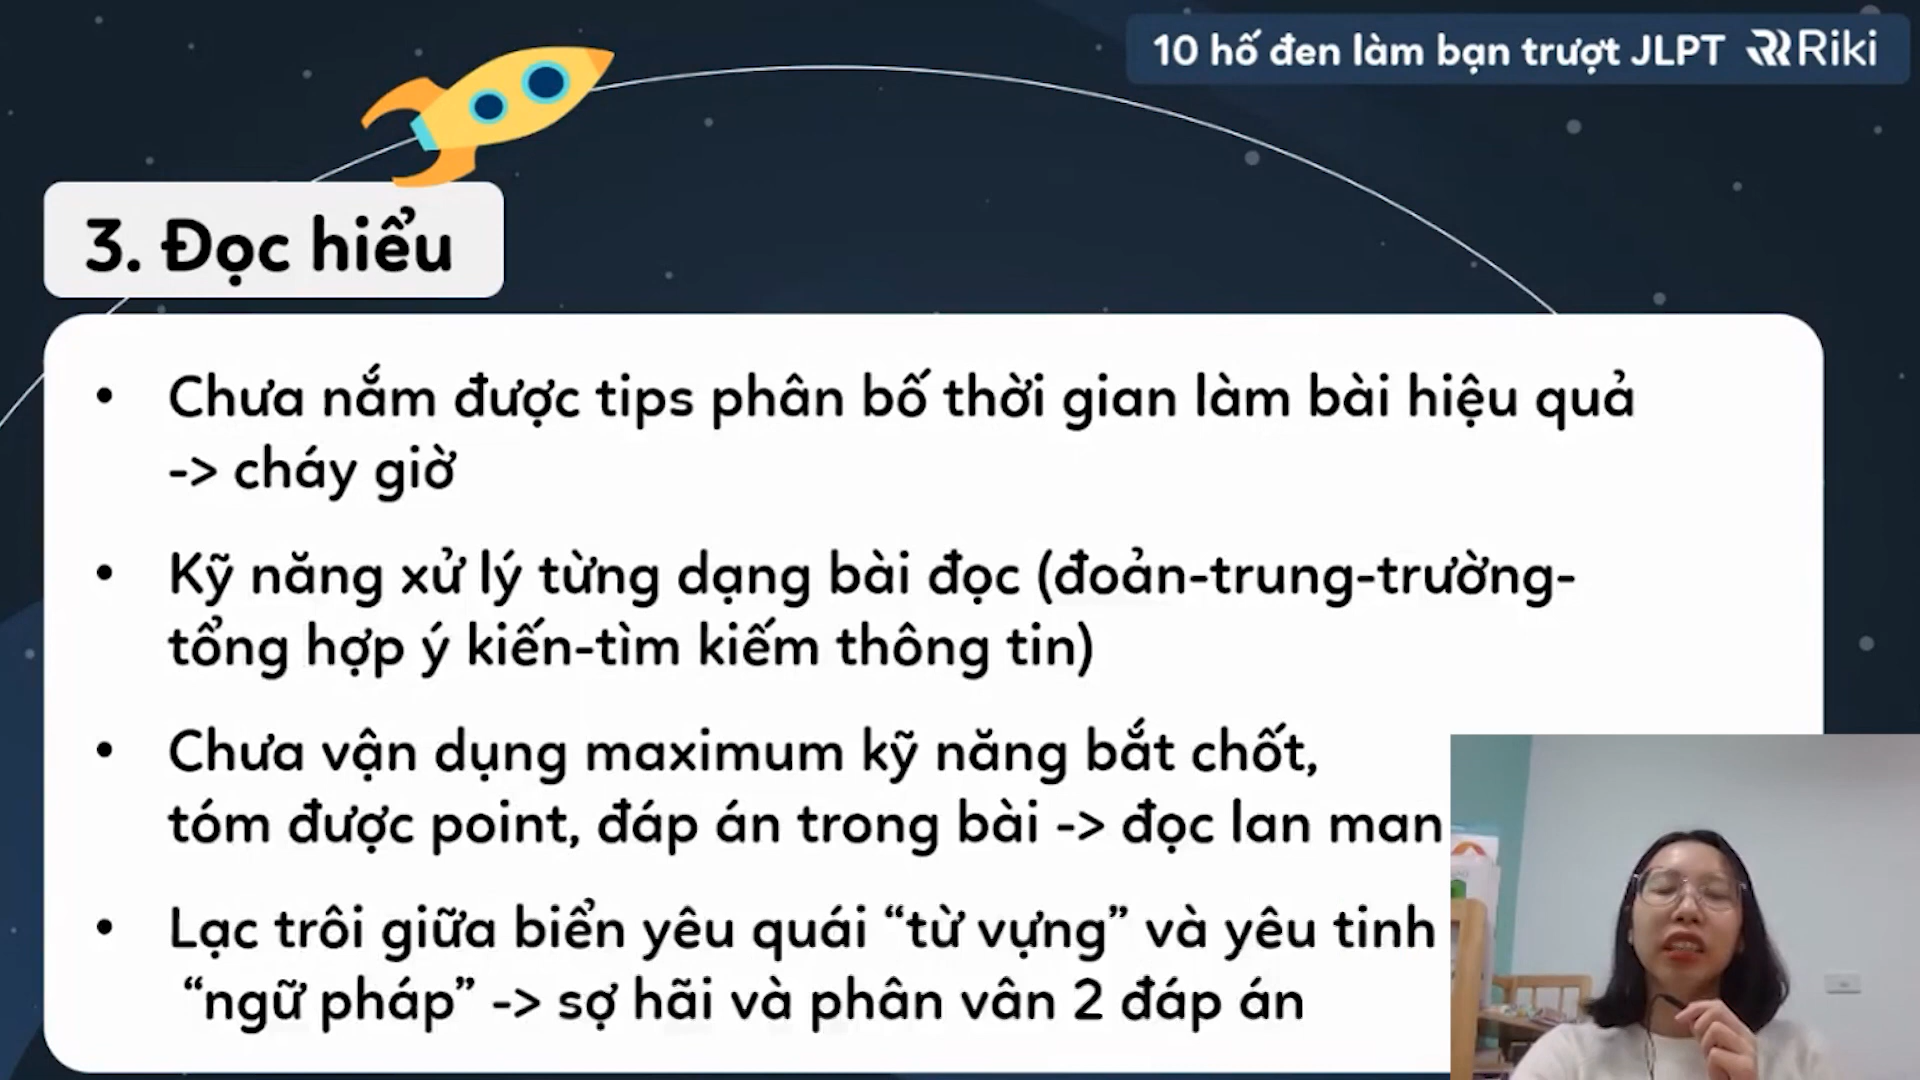 10 hố đen làm bạn trượt JLPT Riki
3. Đọc hiểu
• Chưa nắm được tips phân bố thời gian làm bài hiệu quả
-> cháy giờ
• Kỹ năng xử lý từng dạng bài đọc (đoản-trung-trường-
tổng hợp ý kiến-tìm kiếm thông tin)
• Chưa vận dụng maximum kỹ năng bắt chốt,
tóm được point, đáp án trong bài -> đọc lan man
• Lạc trôi giữa biển yêu quái “từ vựng” và yêu tinh
“ngữ pháp” -> sợ hãi và phân vân 2 đáp án